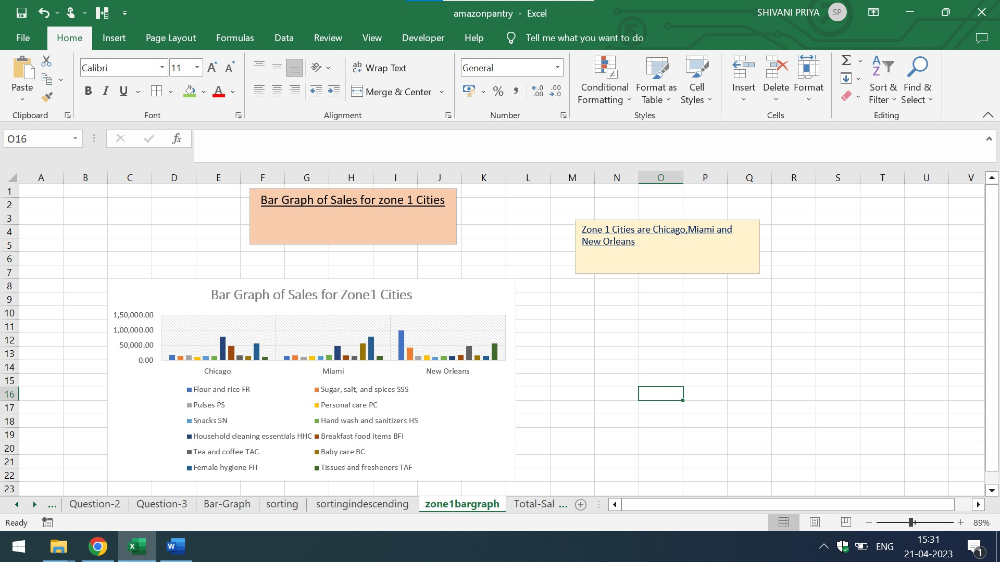 amazonpantry - Excel
SHIVANI PRIYA SP
File Home Insert Page Layout Formulas Data Review View Developer Help Tell me what you want to do
Paste
Clipboard
Calibri 11 A A
B I U A
Font
ab Wrap Text
Merge & Center
Alignment
General
% , .0 .00 .00 .0
Number
Conditional Formatting
Format as Table
Cell Styles
Styles
Insert Delete Format
Cells
Σ
Sort & Filter
Find & Select
Editing
O16 fx
A B C D E F G H I J K L M N O P Q R S T U V
1
2
3
4
5
6
7
8
9
10
11
12
13
14
15
16
17
18
19
20
21
22
23
Bar Graph of Sales for zone 1 Cities
Zone 1 Cities are Chicago,Miami and
New Orleans
Bar Graph of Sales for Zone1 Cities
1,50,000.00
1,00,000.00
50,000.00
0.00
Chicago Miami New Orleans
Flour and rice FR Sugar, salt, and spices SSS
Pulses PS Personal care PC
Snacks SN Hand wash and sanitizers HS
Household cleaning essentials HHC Breakfast food items BFI
Tea and coffee TAC Baby care BC
Female hygiene FH Tissues and fresheners TAF
... Question-2 Question-3 Bar-Graph sorting sortingindescending zone1bargraph Total-Sal ...
Ready 89%
ENG 15:31
21-04-2023 1